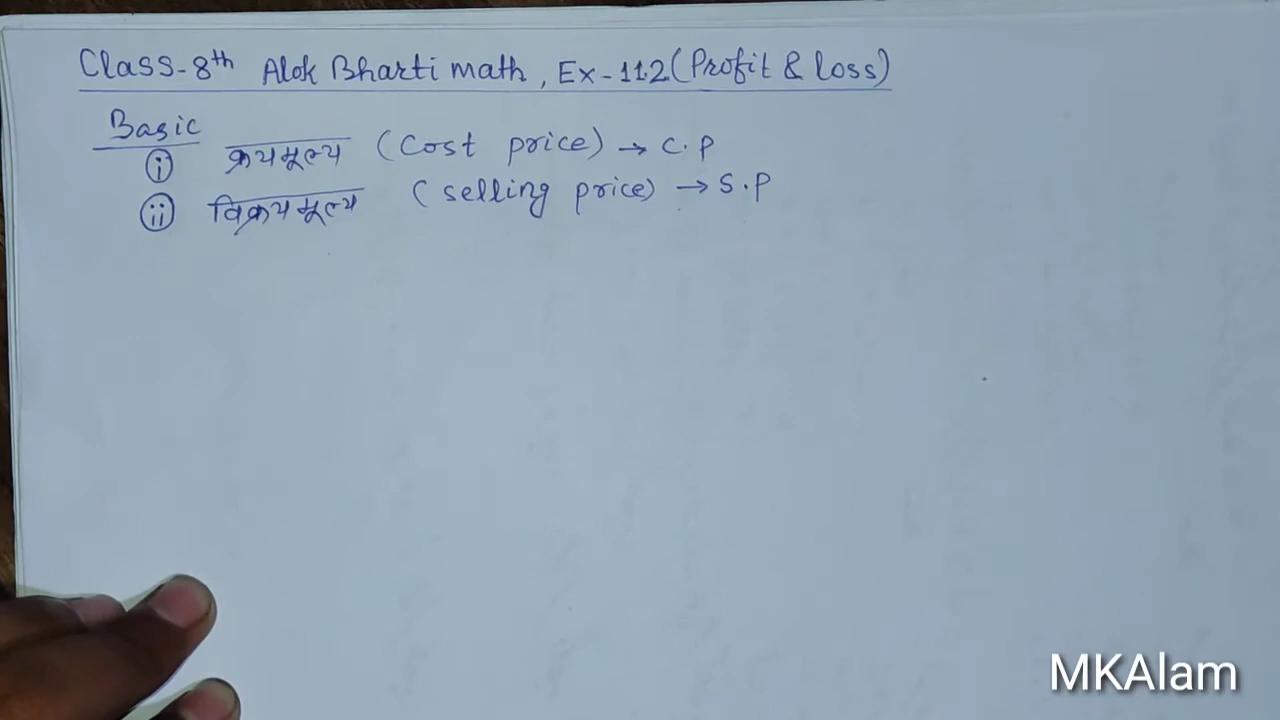 Class-8th Alok Bharti math, Ex-11.2 (Profit & Loss)
Basic
(i) क्रयमूल्य (Cost price) → C.P
(ii) विक्रयमूल्य (selling price) → S.P
MKAlam